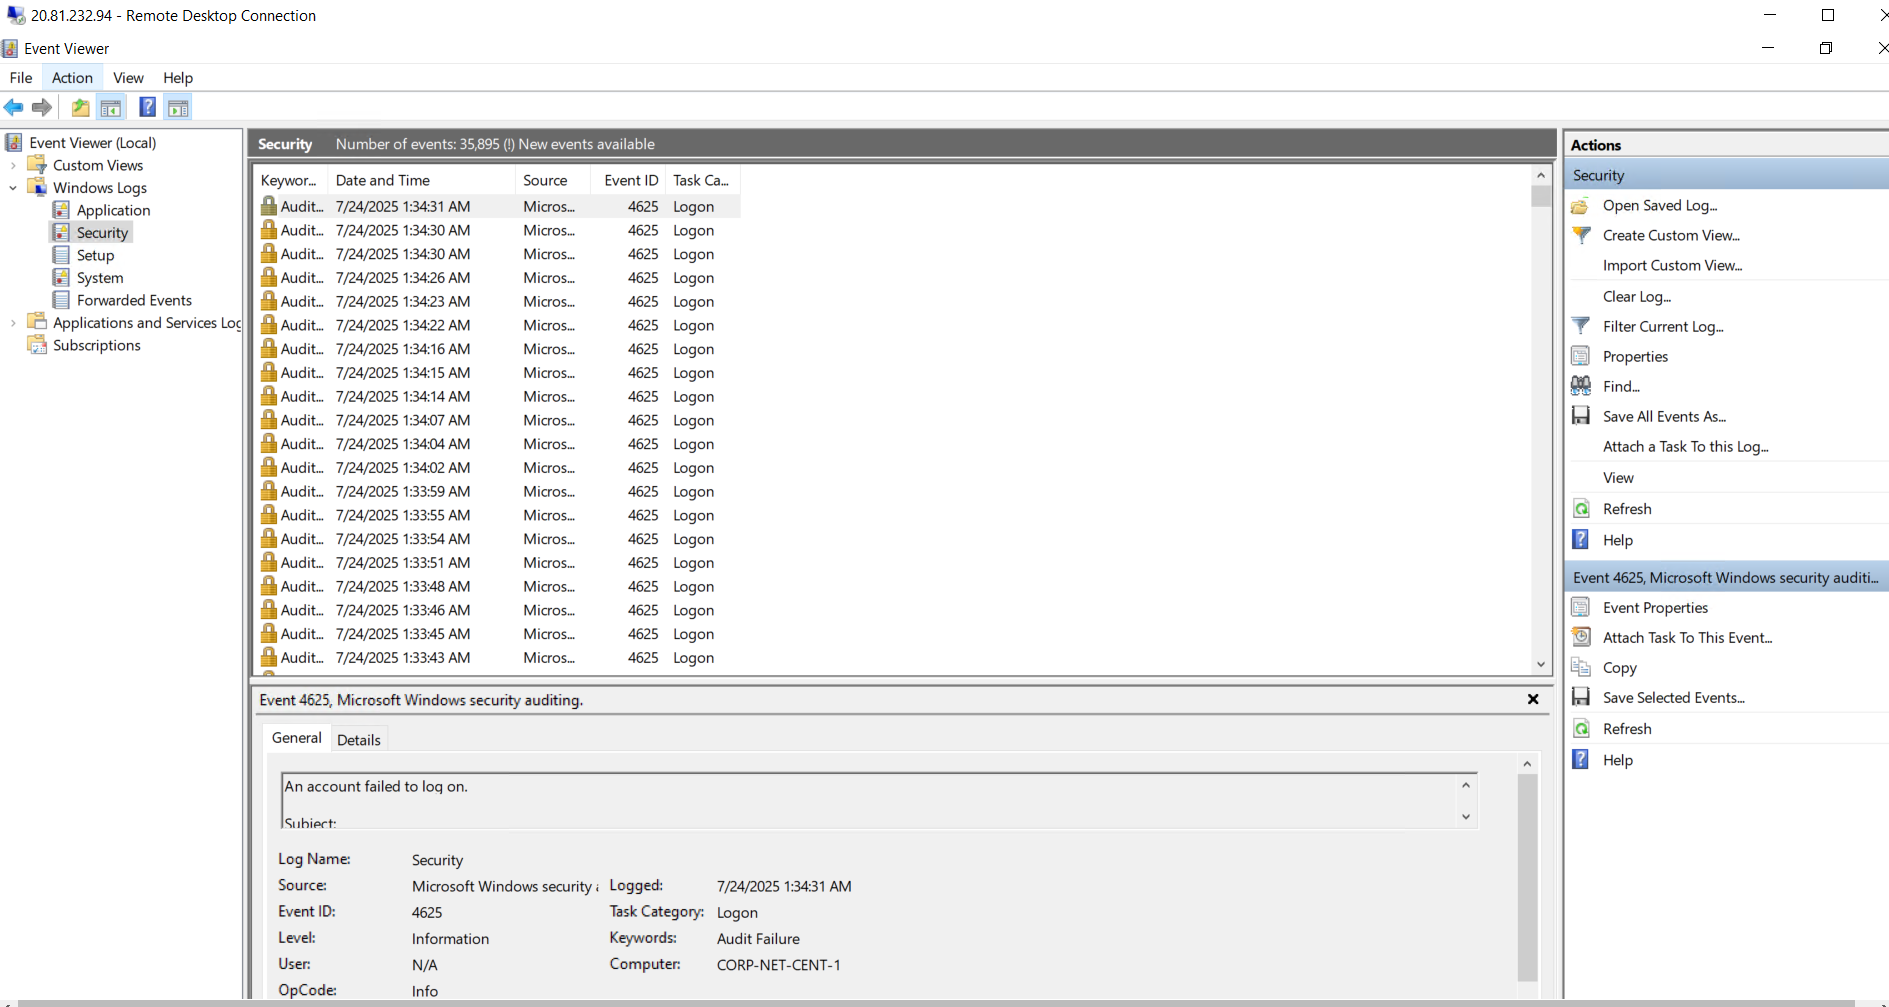 20.81.232.94 - Remote Desktop Connection
Event Viewer
File Action View Help
Event Viewer (Local)
Custom Views
Windows Logs
Application
Security
Setup
System
Forwarded Events
Applications and Services Log
Subscriptions
Security Number of events: 35,895 (!) New events available
Keywor... Date and Time Source Event ID Task Ca...
Audit... 7/24/2025 1:34:31 AM Micros... 4625 Logon
Audit... 7/24/2025 1:34:30 AM Micros... 4625 Logon
Audit... 7/24/2025 1:34:30 AM Micros... 4625 Logon
Audit... 7/24/2025 1:34:26 AM Micros... 4625 Logon
Audit... 7/24/2025 1:34:23 AM Micros... 4625 Logon
Audit... 7/24/2025 1:34:22 AM Micros... 4625 Logon
Audit... 7/24/2025 1:34:16 AM Micros... 4625 Logon
Audit... 7/24/2025 1:34:15 AM Micros... 4625 Logon
Audit... 7/24/2025 1:34:14 AM Micros... 4625 Logon
Audit... 7/24/2025 1:34:07 AM Micros... 4625 Logon
Audit... 7/24/2025 1:34:04 AM Micros... 4625 Logon
Audit... 7/24/2025 1:34:02 AM Micros... 4625 Logon
Audit... 7/24/2025 1:33:59 AM Micros... 4625 Logon
Audit... 7/24/2025 1:33:55 AM Micros... 4625 Logon
Audit... 7/24/2025 1:33:54 AM Micros... 4625 Logon
Audit... 7/24/2025 1:33:51 AM Micros... 4625 Logon
Audit... 7/24/2025 1:33:48 AM Micros... 4625 Logon
Audit... 7/24/2025 1:33:46 AM Micros... 4625 Logon
Audit... 7/24/2025 1:33:45 AM Micros... 4625 Logon
Audit... 7/24/2025 1:33:43 AM Micros... 4625 Logon
Event 4625, Microsoft Windows security auditing.
General Details
An account failed to log on.
Subject:
Log Name: Security
Source: Microsoft Windows security Logged: 7/24/2025 1:34:31 AM
Event ID: 4625 Task Category: Logon
Level: Information Keywords: Audit Failure
User: N/A Computer: CORP-NET-CENT-1
OpCode: Info
Actions
Security
Open Saved Log...
Create Custom View...
Import Custom View...
Clear Log...
Filter Current Log...
Properties
Find...
Save All Events As...
Attach a Task To this Log...
View
Refresh
Help
Event 4625, Microsoft Windows security auditi...
Event Properties
Attach Task To This Event...
Copy
Save Selected Events...
Refresh
Help